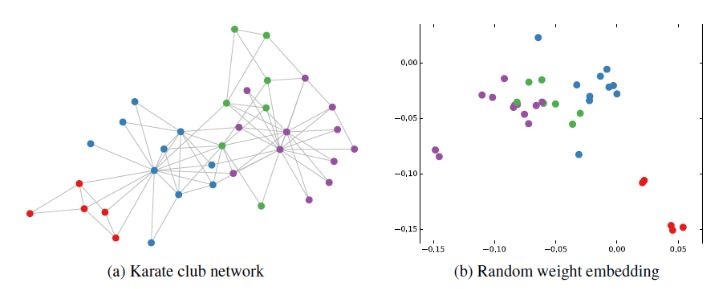 0,00
−0,05
−0,10
−0,15
−0.15 −0.10 −0.05 0.00 0.05
(a) Karate club network
(b) Random weight embedding